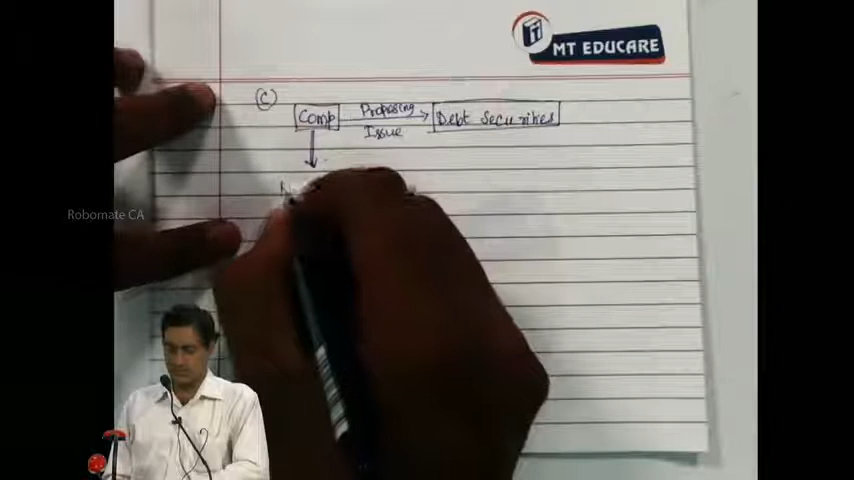 MT EDUCARE
C
Comp Proposing Issue Debt Securities
Robomate CA